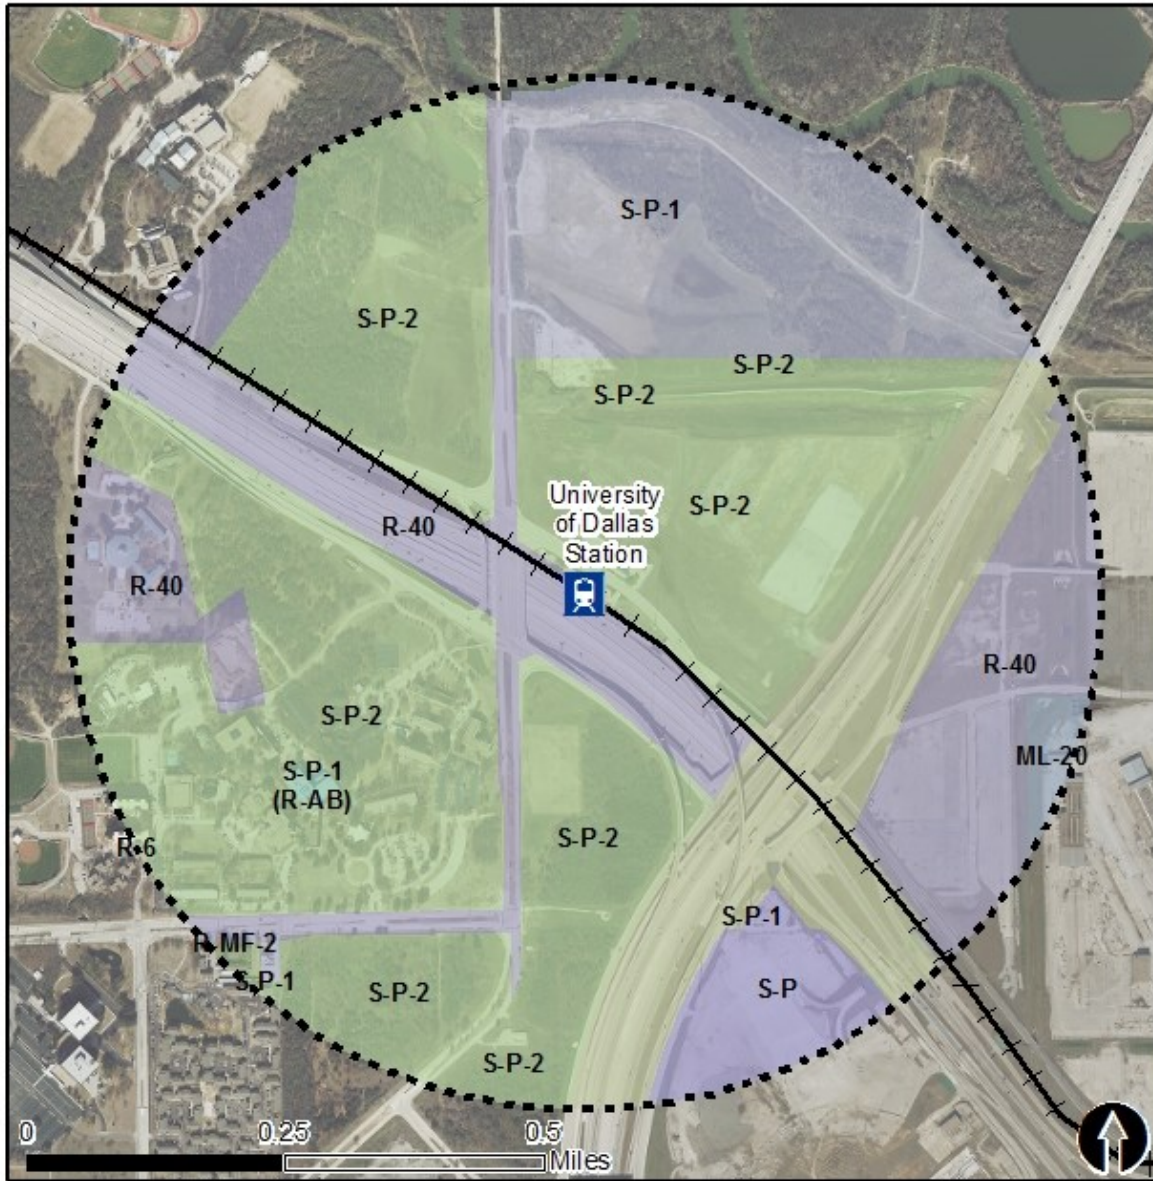 S-P-1
S-P-2
S-P-2
S-P-2
S-P-2
University
of Dallas
Station
R-40
R-40
R-40
S-P-2
ML-20
S-P-1
(R-AB)
S-P-2
R-6
S-P-1
R-MF-2
S-P-1
S-P-2
S-P
S-P-2
0
0.25
0.5
Miles